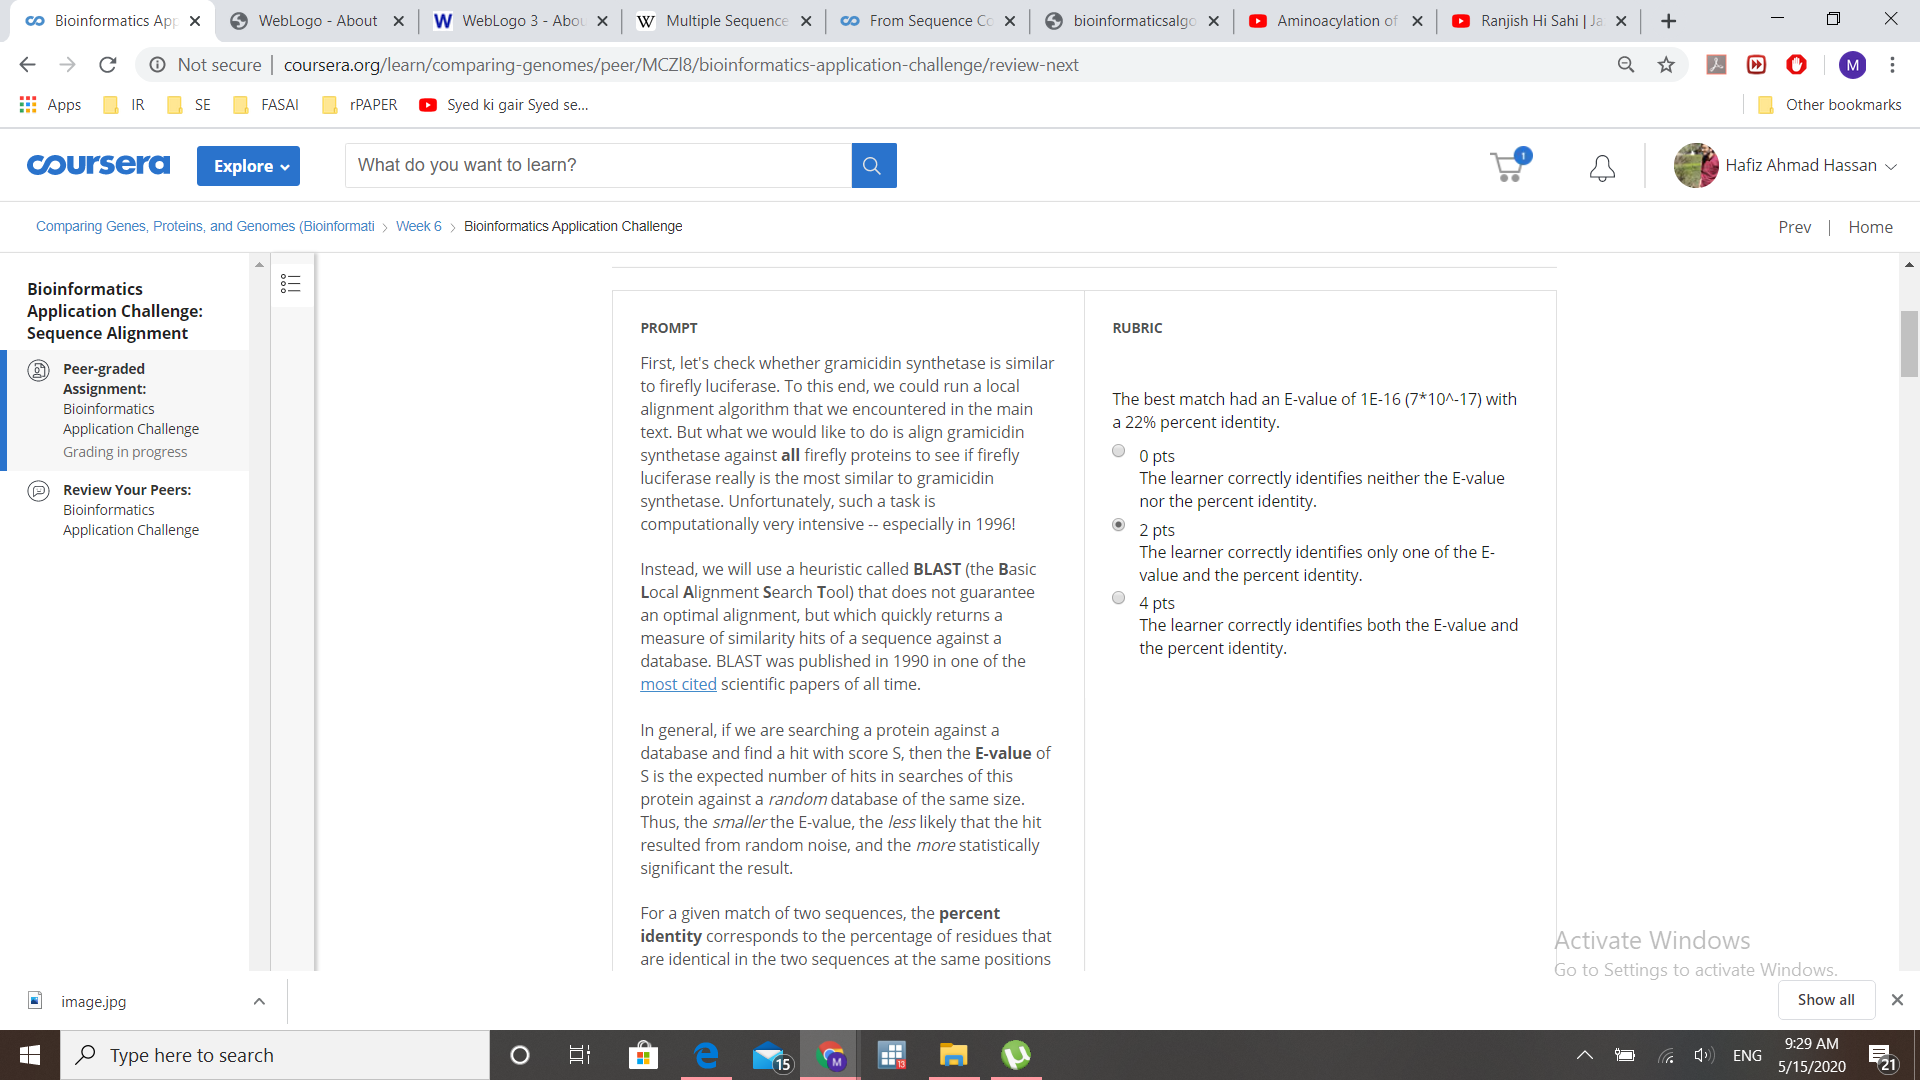 Bioinformatics App
WebLogo - About
WebLogo 3 - Abou
Multiple Sequence
From Sequence Co
bioinformaticsalgo
Aminoacylation of
Ranjish Hi Sahi | Ja
Not secure | coursera.org/learn/comparing-genomes/peer/MCZl8/bioinformatics-application-challenge/review-next
M
Apps
IR
SE
FASAI
rPAPER
Syed ki gair Syed se...
Other bookmarks
coursera
Explore
What do you want to learn?
1
Hafiz Ahmad Hassan
Comparing Genes, Proteins, and Genomes (Bioinformati > Week 6 > Bioinformatics Application Challenge
Prev | Home
Bioinformatics
Application Challenge:
Sequence Alignment
Peer-graded
Assignment:
Bioinformatics
Application Challenge
Grading in progress
Review Your Peers:
Bioinformatics
Application Challenge
PROMPT
First, let's check whether gramicidin synthetase is similar
to firefly luciferase. To this end, we could run a local
alignment algorithm that we encountered in the main
text. But what we would like to do is align gramicidin
synthetase against all firefly proteins to see if firefly
luciferase really is the most similar to gramicidin
synthetase. Unfortunately, such a task is
computationally very intensive -- especially in 1996!
Instead, we will use a heuristic called BLAST (the Basic
Local Alignment Search Tool) that does not guarantee
an optimal alignment, but which quickly returns a
measure of similarity hits of a sequence against a
database. BLAST was published in 1990 in one of the
most cited scientific papers of all time.
In general, if we are searching a protein against a
database and find a hit with score S, then the E-value of
S is the expected number of hits in searches of this
protein against a random database of the same size.
Thus, the smaller the E-value, the less likely that the hit
resulted from random noise, and the more statistically
significant the result.
For a given match of two sequences, the percent
identity corresponds to the percentage of residues that
are identical in the two sequences at the same positions
RUBRIC
The best match had an E-value of 1E-16 (7*10^-17) with
a 22% percent identity.
0 pts
The learner correctly identifies neither the E-value
nor the percent identity.
2 pts
The learner correctly identifies only one of the E-
value and the percent identity.
4 pts
The learner correctly identifies both the E-value and
the percent identity.
Activate Windows
Go to Settings to activate Windows.
image.jpg
Show all
Type here to search
15
M
13
ENG
9:29 AM
5/15/2020
21